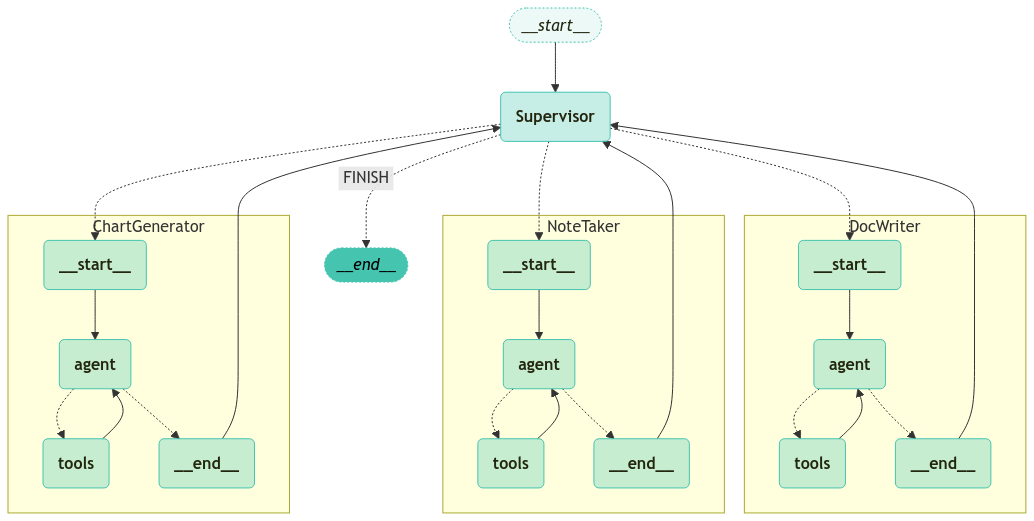 __start__
Supervisor
FINISH
ChartGenerator
NoteTaker
DocWriter
__start__
__end__
__start__
__start__
agent
agent
agent
tools
__end__
tools
__end__
tools
__end__